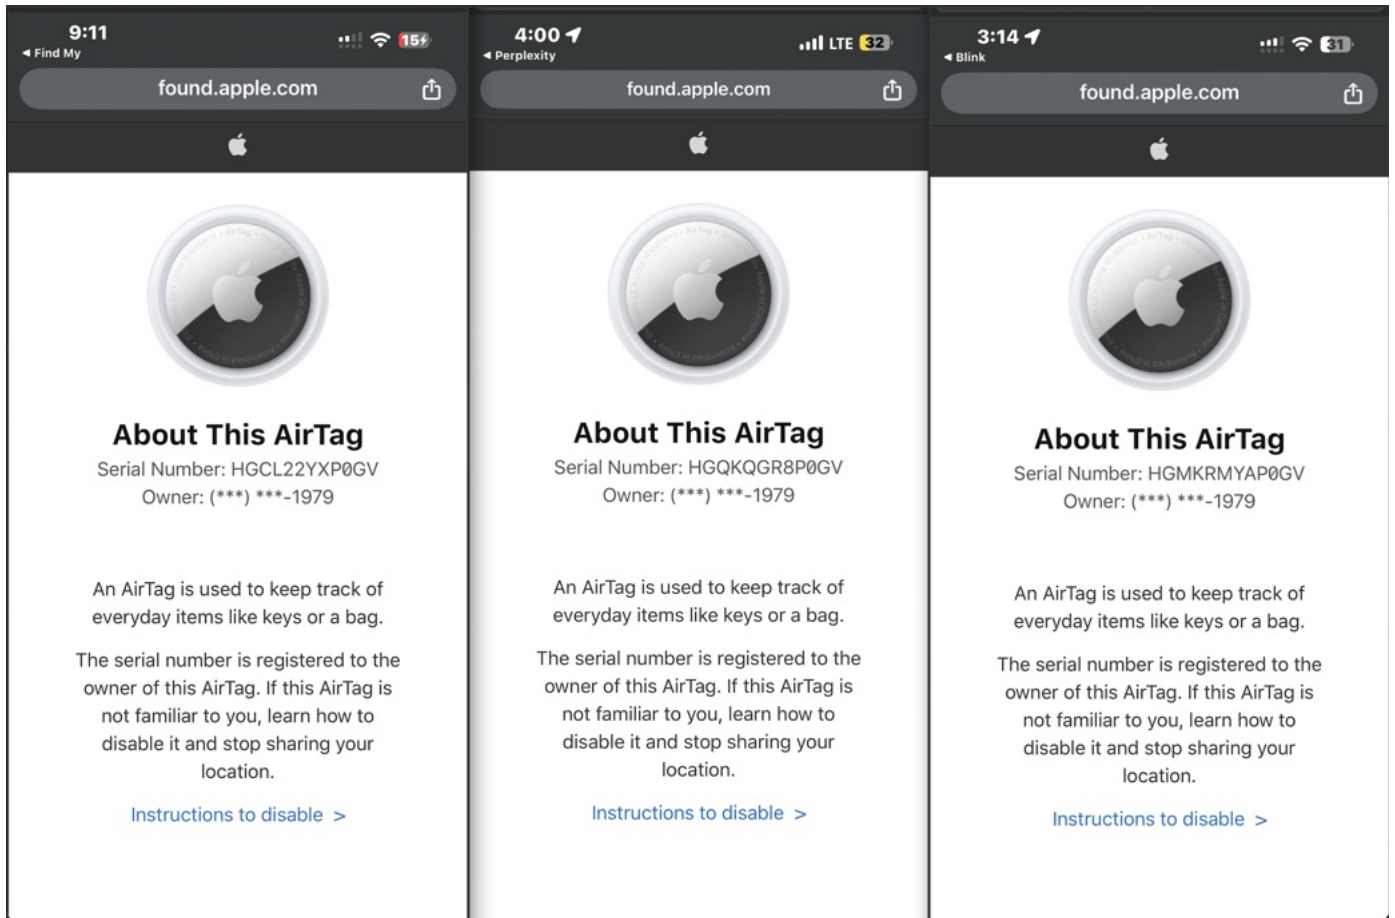 9:11
15
◀ Find My
found.apple.com
About This AirTag
Serial Number: HGCL22YXP0GV
Owner: (***) ***-1979
An AirTag is used to keep track of
everyday items like keys or a bag.
The serial number is registered to the
owner of this AirTag. If this AirTag is
not familiar to you, learn how to
disable it and stop sharing your
location.
Instructions to disable >
4:00
LTE 32
◀ Perplexity
found.apple.com
About This AirTag
Serial Number: HGQKQGR8P0GV
Owner: (***) ***-1979
An AirTag is used to keep track of
everyday items like keys or a bag.
The serial number is registered to the
owner of this AirTag. If this AirTag is
not familiar to you, learn how to
disable it and stop sharing your
location.
Instructions to disable >
3:14
31
◀ Blink
found.apple.com
About This AirTag
Serial Number: HGMKRMYAP0GV
Owner: (***) ***-1979
An AirTag is used to keep track of
everyday items like keys or a bag.
The serial number is registered to the
owner of this AirTag. If this AirTag is
not familiar to you, learn how to
disable it and stop sharing your
location.
Instructions to disable >